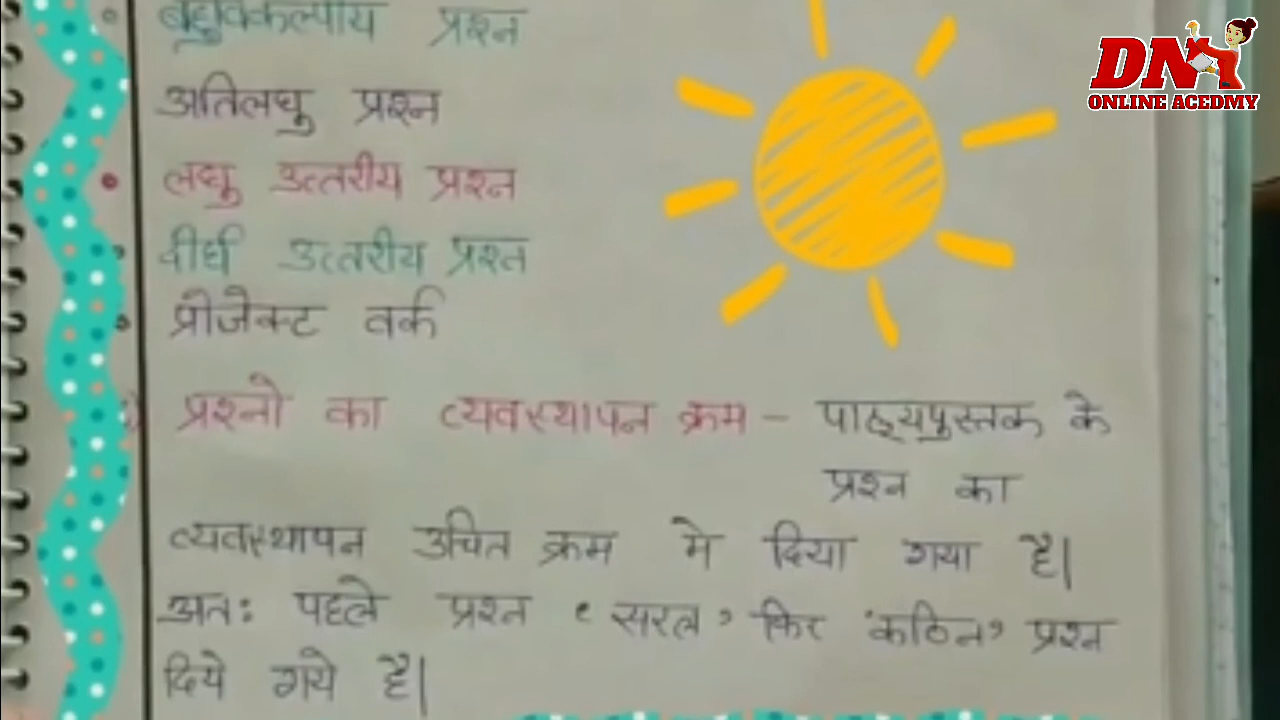 बहुविकल्पीय प्रश्न
अतिलघु प्रश्न
लघु उत्तरीय प्रश्न
दीर्घ उत्तरीय प्रश्न
प्रोजेक्ट वर्क
प्रश्नो का व्यवस्थापन क्रम - पाठ्यपुस्तक के
प्रश्न का
व्यवस्थापन उचित क्रम मे दिया गया है।
अतः पहले प्रश्न 'सरल' फिर 'कठिन' प्रश्न
दिये गये है।
DN
ONLINE ACEDMY